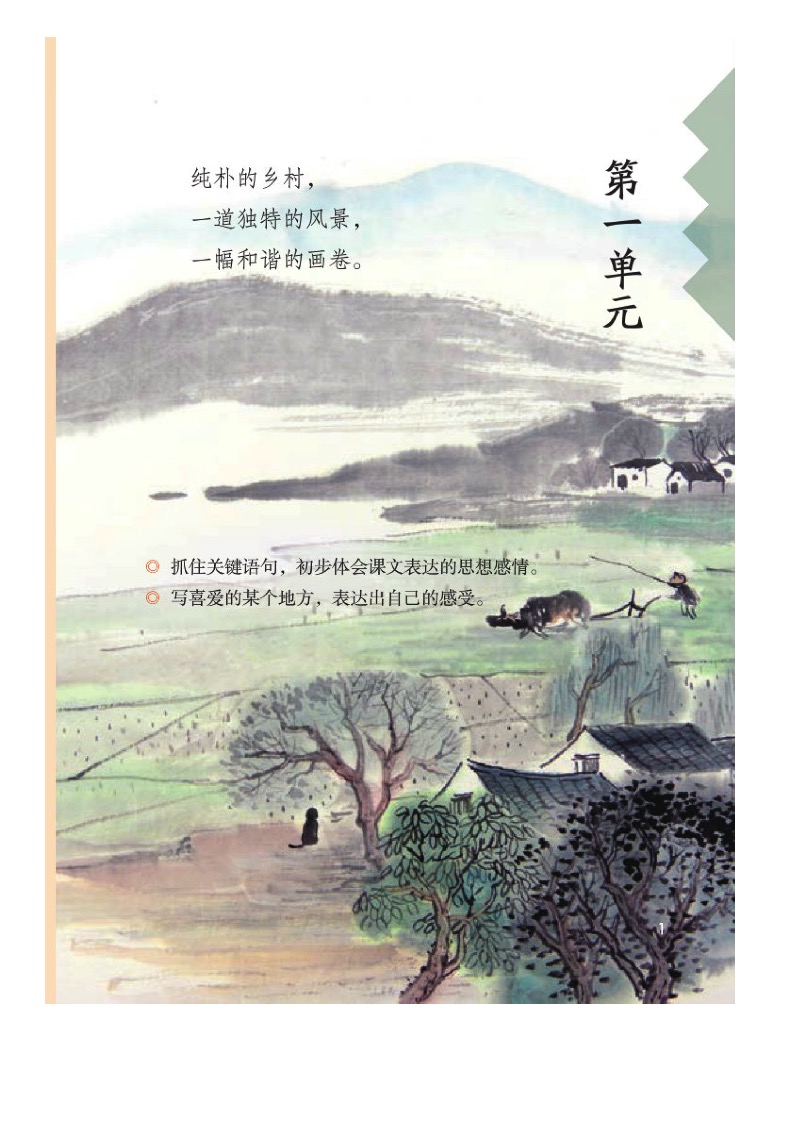 第一单元
纯朴的乡村，
一道独特的风景，
一幅和谐的画卷。
◎ 抓住关键语句，初步体会课文表达的思想感情。
◎ 写喜爱的某个地方，表达出自己的感受。
1